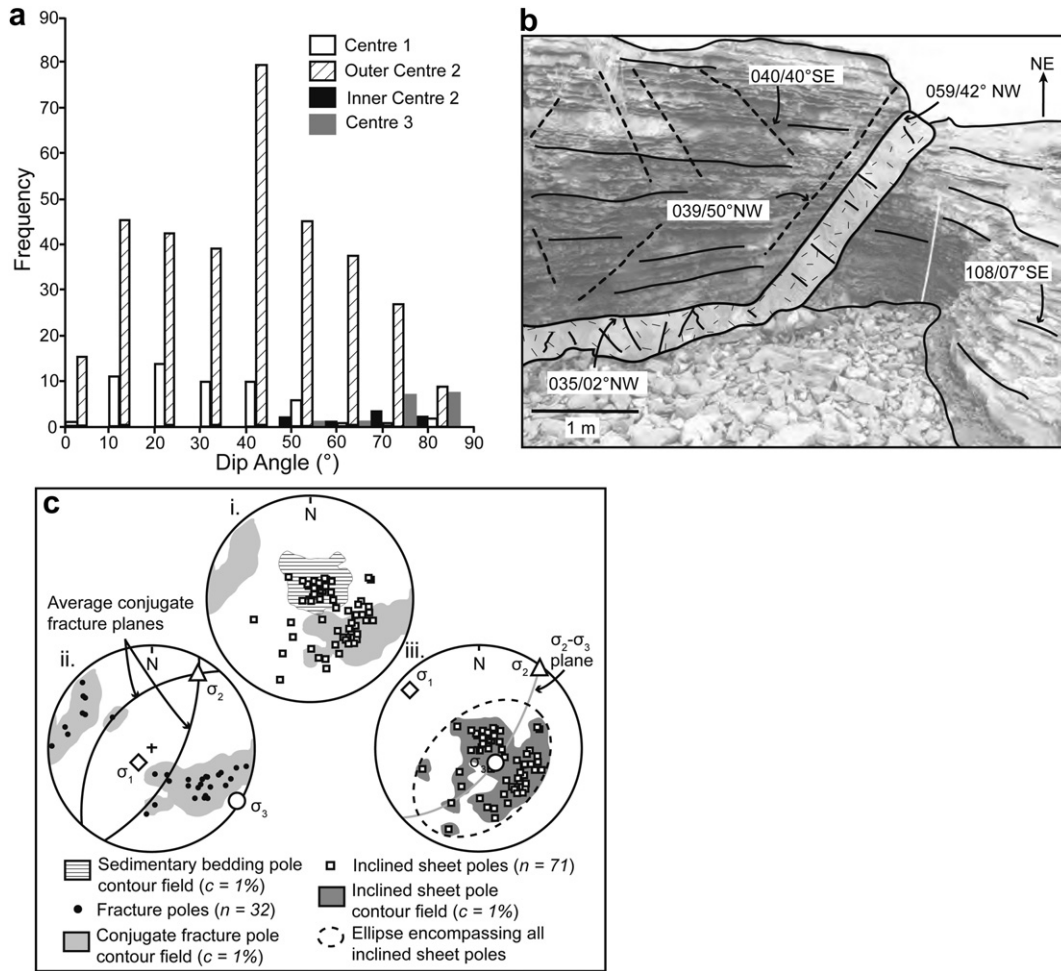 a
90
80
70
60
50
40
30
20
10
0
Frequency
0 10 20 30 40 50 60 70 80 90
Dip Angle (°)
Centre 1
Outer Centre 2
Inner Centre 2
Centre 3
b
040/40°SE
059/42° NW
NE
039/50°NW
108/07°SE
035/02°NW
1 m
c
i.
N
Average conjugate
fracture planes
ii.
N
σ2
σ1
+
σ3
iii.
N
σ2
σ2-σ3
plane
σ1
σ3
Sedimentary bedding pole
contour field (c = 1%)
Fracture poles (n = 32)
Conjugate fracture pole
contour field (c = 1%)
Inclined sheet poles (n = 71)
Inclined sheet pole
contour field (c = 1%)
Ellipse encompassing all
inclined sheet poles